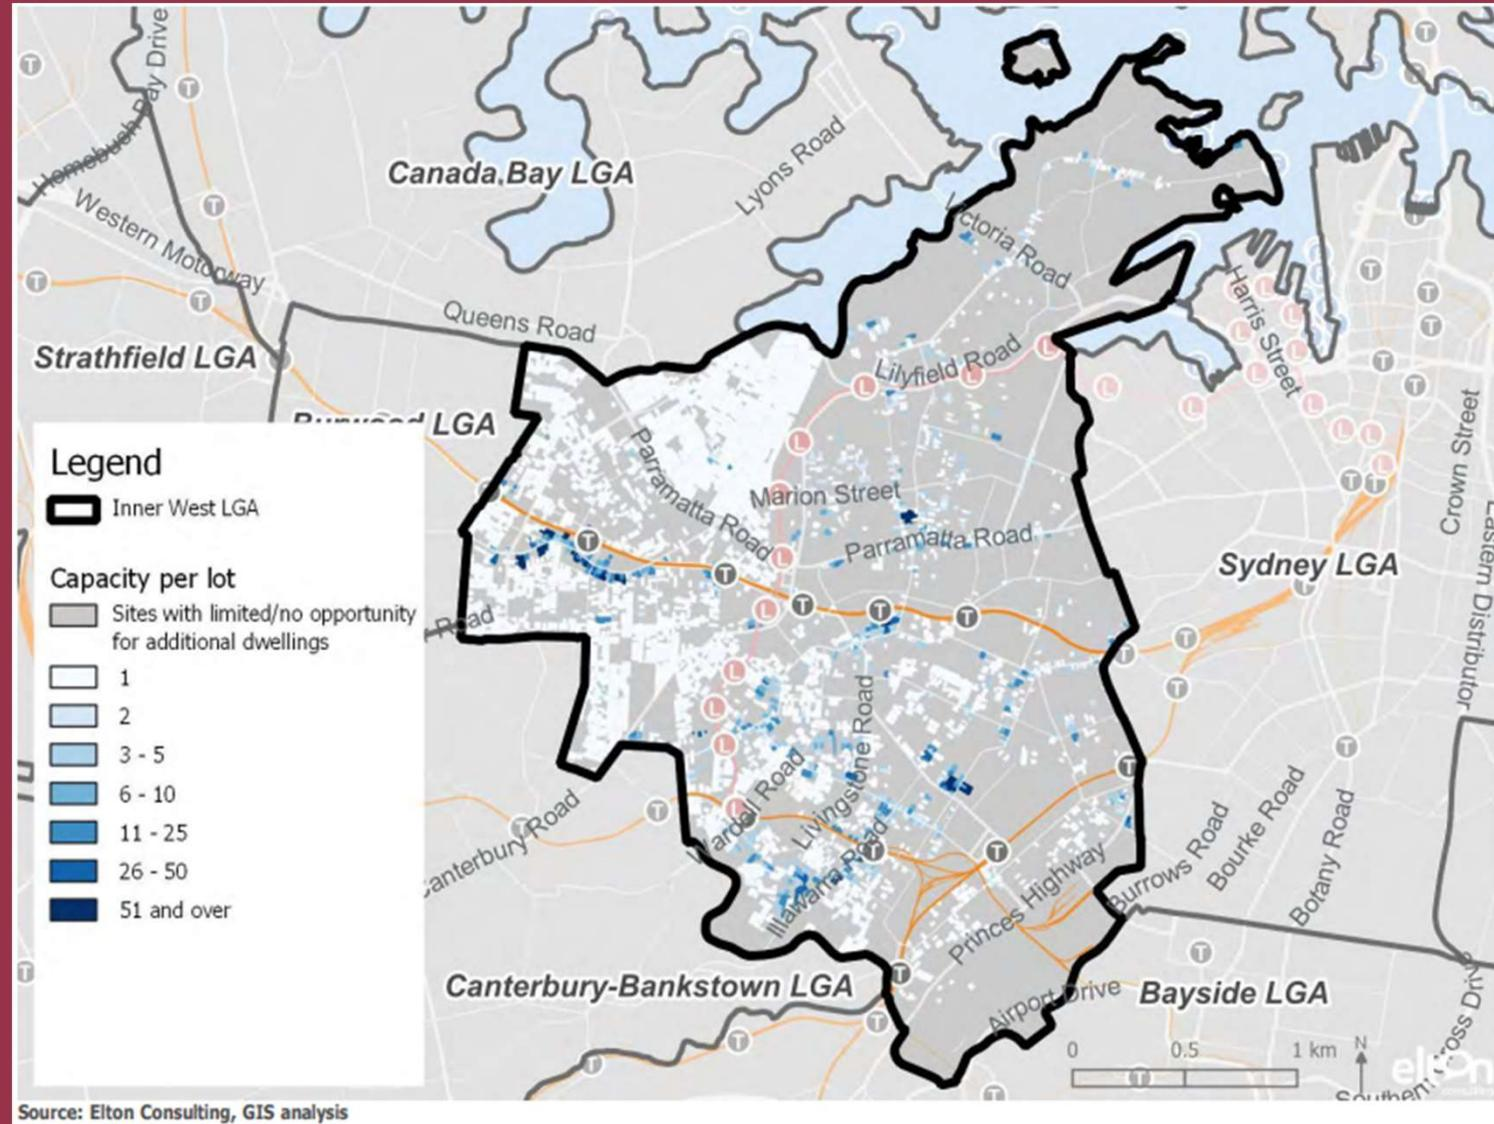 Homebush Bay Drive
Canada Bay LGA
Lyons Road
Western Motorway
Victoria Road
Harris Street
Queens Road
Strathfield LGA
Lilyfield Road
Burwood LGA
Crown Street
Legend
Inner West LGA
Parramatta Road
Marion Street
Parramatta Road
Eastern Distributor
Sydney LGA
Capacity per lot
Sites with limited/no opportunity
for additional dwellings
Road
1
2
3 - 5
6 - 10
11 - 25
26 - 50
51 and over
Livingstone Road
Wardell Road
Canterbury Road
Illawarra Road
Princes Highway
Burrows Road
Bourke Road
Botany Road
Canterbury-Bankstown LGA
Airport Drive
Bayside LGA
0 0.5 1 km
N
elton
Southern Cross Drive
Source: Elton Consulting, GIS analysis